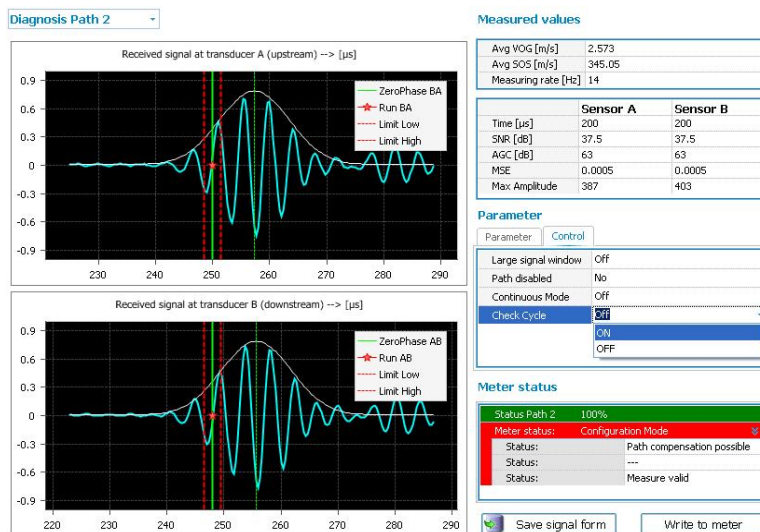 Diagnosis Path 2
Received signal at transducer A (upstream) --> [µs]
0.9
0.6
0.3
0
-0.3
-0.6
-0.9
ZeroPhase BA
Run BA
Limit Low
Limit High
230 240 250 260 270 280 290
Received signal at transducer B (downstream) --> [µs]
0.9
0.6
0.3
0
-0.3
-0.6
-0.9
ZeroPhase AB
Run AB
Limit Low
Limit High
220 230 240 250 260 270 280 290
Measured values
Avg VOG [m/s] 2.573
Avg SOS [m/s] 345.05
Measuring rate [Hz] 14
Sensor A Sensor B
Time [µs] 200 200
SNR [dB] 37.5 37.5
AGC [dB] 63 63
MSE 0.0005 0.0005
Max Amplitude 387 403
Parameter
Parameter Control
Large signal window Off
Path disabled No
Continuous Mode Off
Check Cycle Off
ON
OFF
Meter status
Status Path 2 100%
Meter status: Configuration Mode
Status: Path compensation possible
Status: ---
Status: Measure valid
Save signal form Write to meter